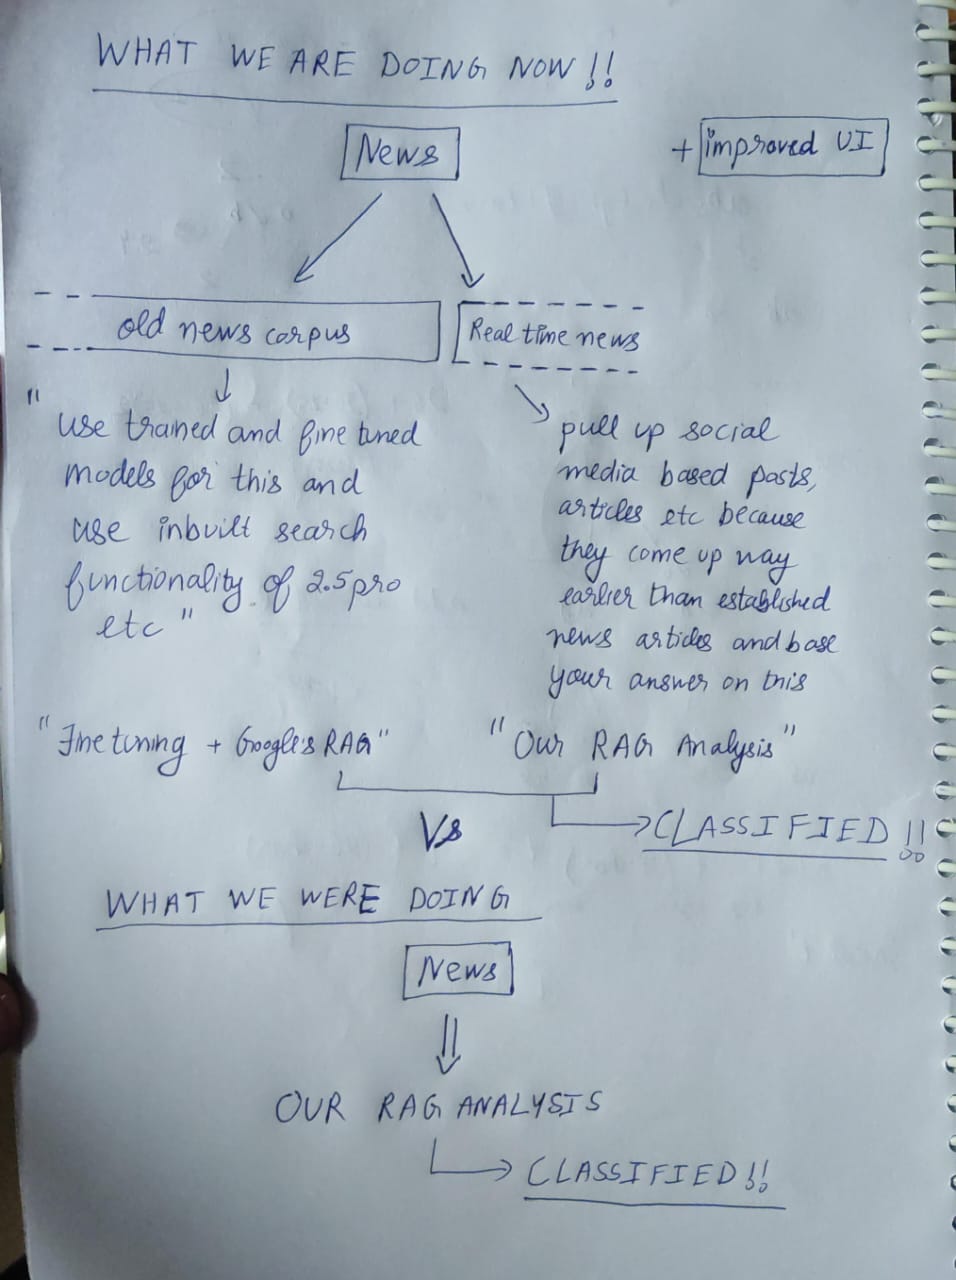 WHAT WE ARE DOING NOW !!
News
+ improved UI
old news corpus
Real time news
"
use trained and fine tuned
models for this and
use inbuilt search
functionality of 2.5 pro
etc "
pull up social
media based posts,
articles etc because
they come up way
earlier than established
news articles and base
your answer on this
" Fine tuning + Google's RAG "
" Our RAG Analysis "
Vs
CLASSIFIED !!
WHAT WE WERE DOING
News
OUR RAG ANALYSIS
CLASSIFIED !!